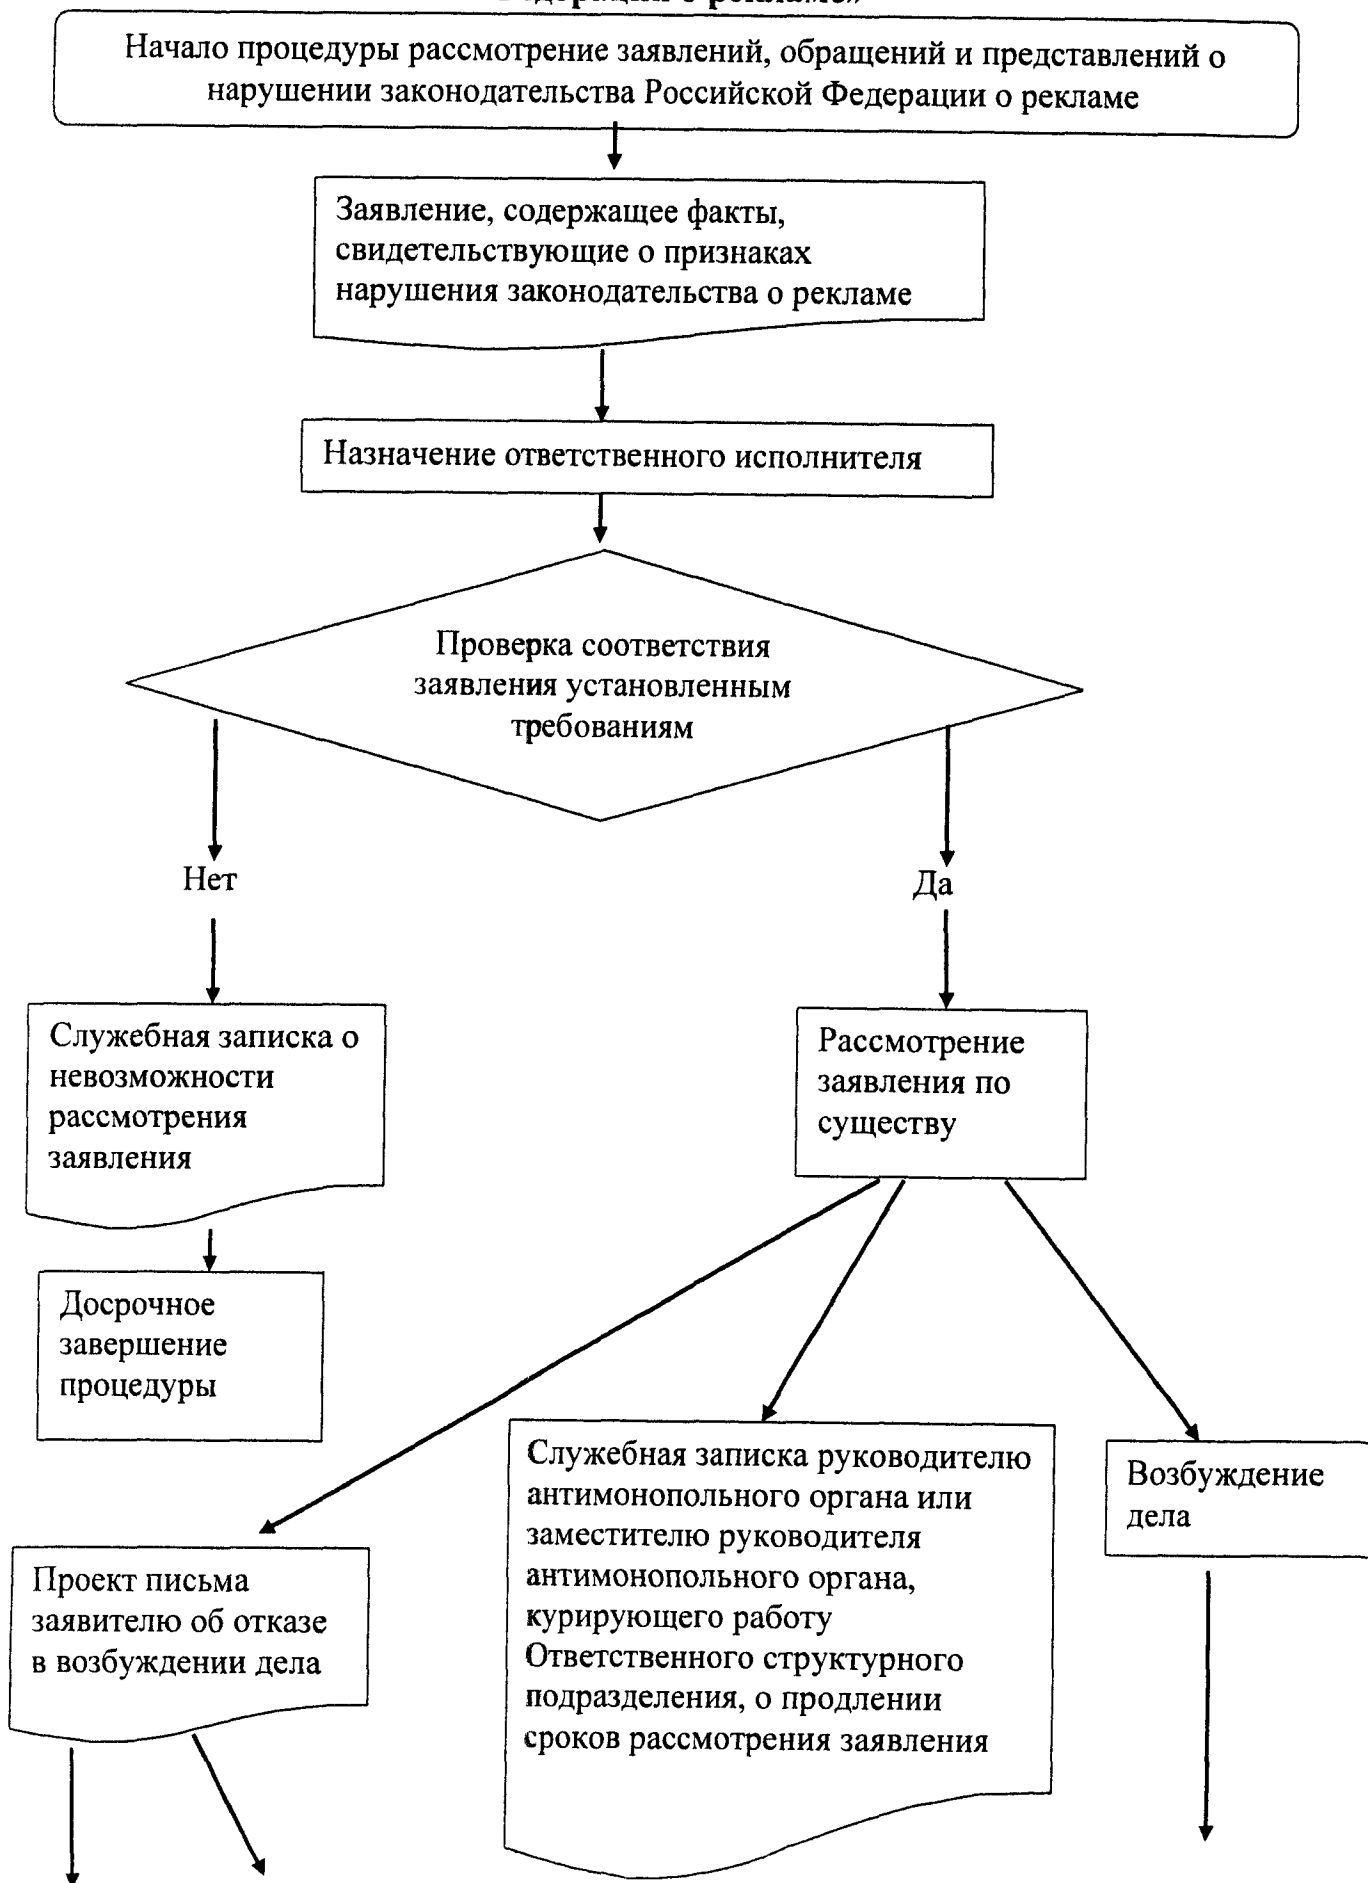 о рекламе»
Начало процедуры рассмотрение заявлений, обращений и представлений о
нарушении законодательства Российской Федерации о рекламе
Заявление, содержащее факты,
свидетельствующие о признаках
нарушения законодательства о рекламе
Назначение ответственного исполнителя
Проверка соответствия
заявления установленным
требованиям
Нет
Да
Служебная записка о
невозможности
рассмотрения
заявления
Рассмотрение
заявления по
существу
Досрочное
завершение
процедуры
Служебная записка руководителю
антимонопольного органа или
заместителю руководителя
антимонопольного органа,
курирующего работу
Ответственного структурного
подразделения, о продлении
сроков рассмотрения заявления
Возбуждение
дела
Проект письма
заявителю об отказе
в возбуждении дела